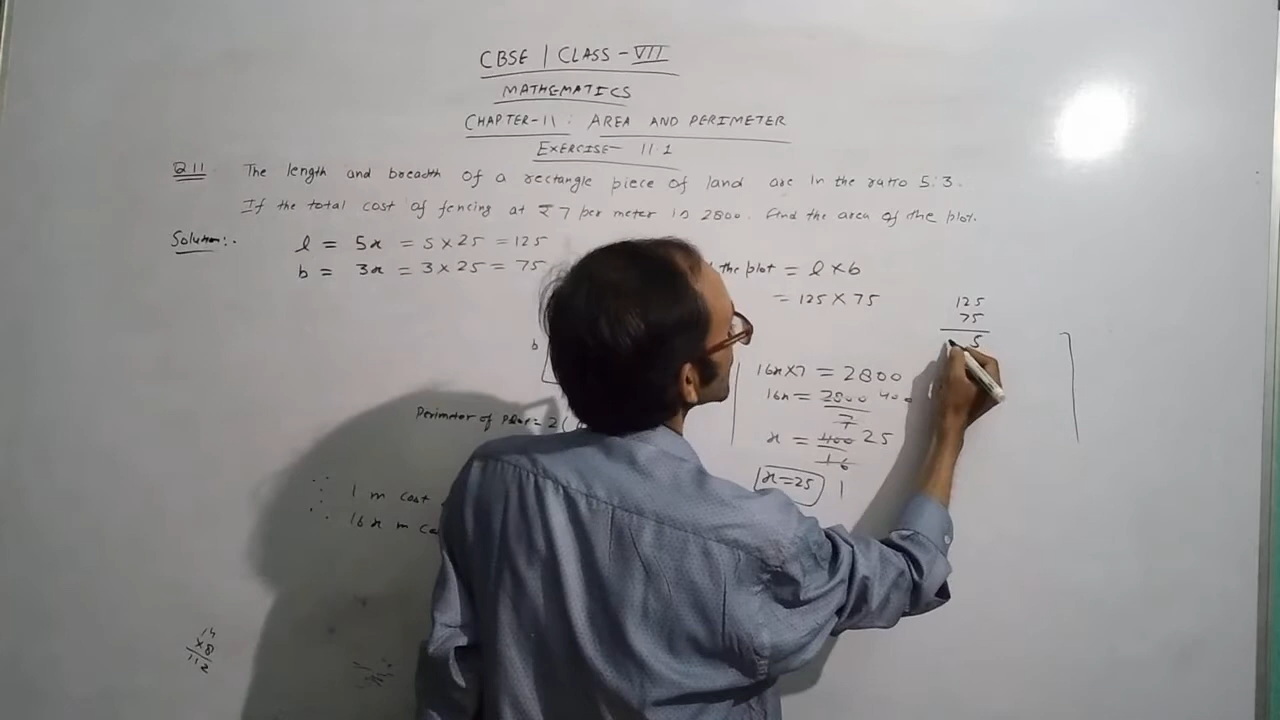 CBSE | CLASS - VII
MATHEMATICS
CHAPTER-11: AREA AND PERIMETER
EXERCISE- 11.1
Q11. The length and breadth of a rectangle piece of land are in the ratio 5:3.
If the total cost of fencing at ₹ 7 per meter is 2800. Find the area of the plot.
Solution:-
l = 5x = 5 × 25 = 125
b = 3x = 3 × 25 = 75
the plot = l × b
= 125 × 75
125
75
5
b
16x × 7 = 2800
16x = 2800 400
7
x = 400 25
16
x = 25
Perimeter of Plot = 2 (
∵ 1 m cost
∴ 16x m
14
×8
112